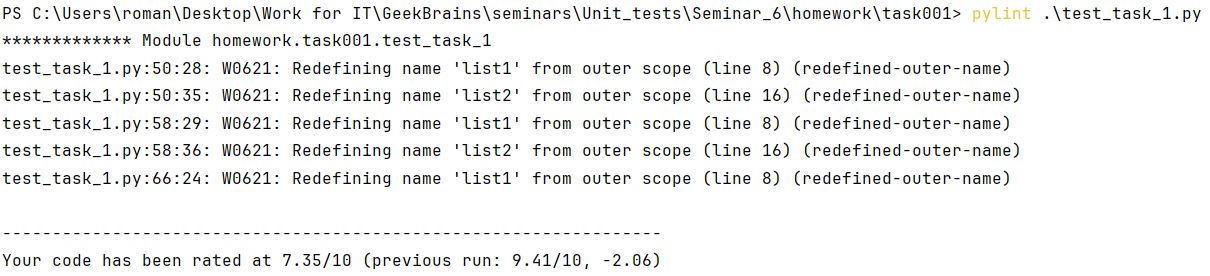 PS C:\Users\roman\Desktop\Work for IT\GeekBrains\seminars\Unit_tests\Seminar_6\homework\task001> pylint .\test_task_1.py
************* Module homework.task001.test_task_1
test_task_1.py:50:28: W0621: Redefining name 'list1' from outer scope (line 8) (redefined-outer-name)
test_task_1.py:50:35: W0621: Redefining name 'list2' from outer scope (line 16) (redefined-outer-name)
test_task_1.py:58:29: W0621: Redefining name 'list1' from outer scope (line 8) (redefined-outer-name)
test_task_1.py:58:36: W0621: Redefining name 'list2' from outer scope (line 16) (redefined-outer-name)
test_task_1.py:66:24: W0621: Redefining name 'list1' from outer scope (line 8) (redefined-outer-name)
------------------------------------------------------------------
Your code has been rated at 7.35/10 (previous run: 9.41/10, -2.06)